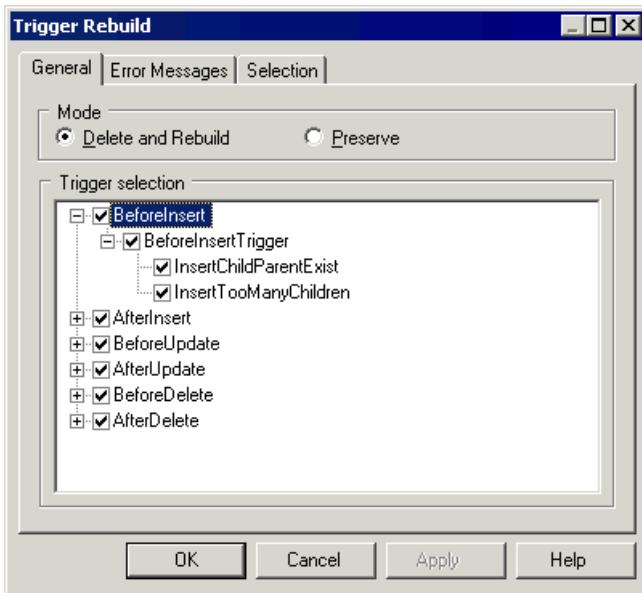 Trigger Rebuild
General Error Messages Selection
Mode
Delete and Rebuild Preserve
Trigger selection
BeforeInsert
BeforeInsertTrigger
InsertChildParentExist
InsertTooManyChildren
AfterInsert
BeforeUpdate
AfterUpdate
BeforeDelete
AfterDelete
OK Cancel Apply Help